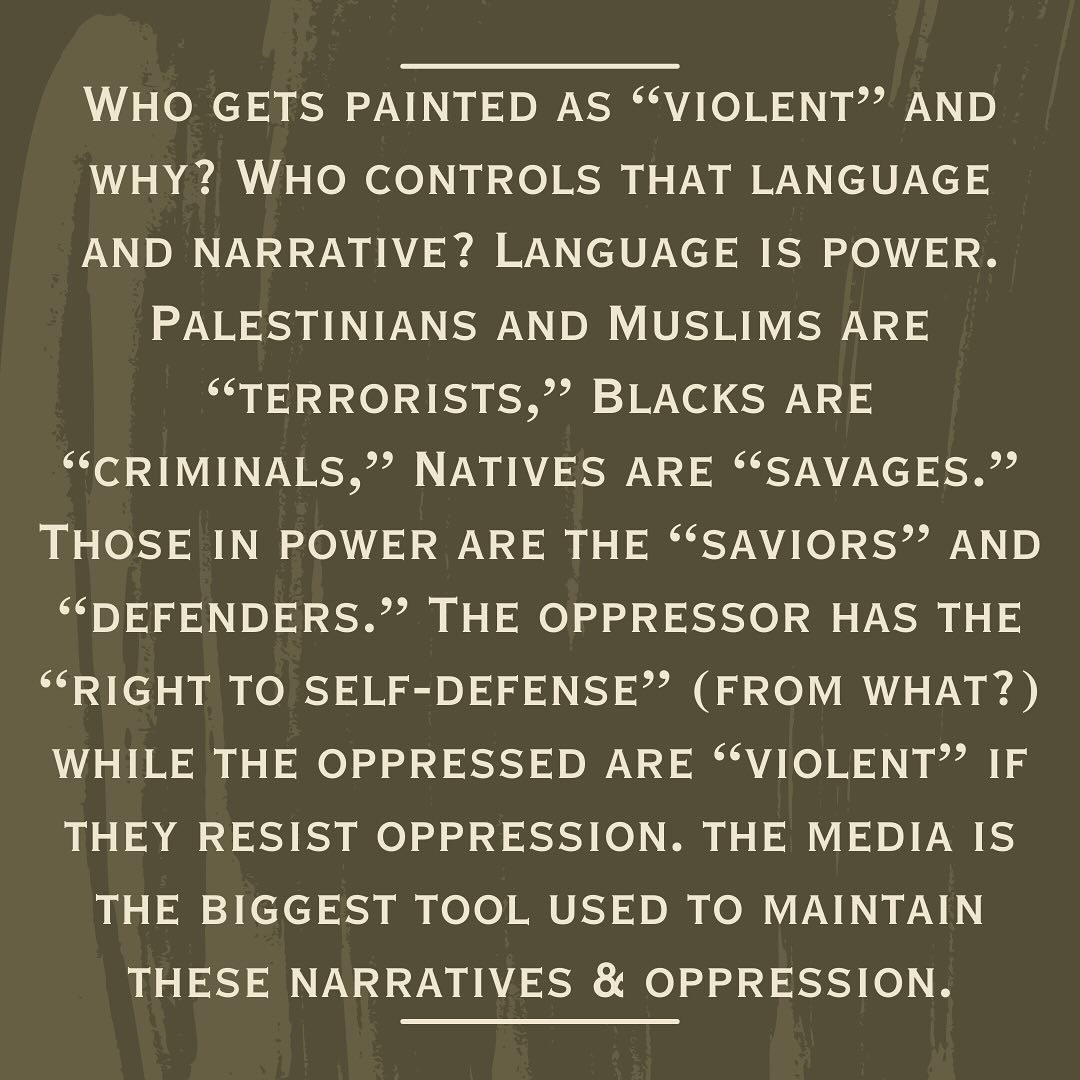 Who gets painted as “violent” and
why? Who controls that language
and narrative? Language is power.
Palestinians and Muslims are
“terrorists,” Blacks are
“criminals,” Natives are “savages.”
Those in power are the “saviors” and
“defenders.” The oppressor has the
“right to self-defense” (from what?)
while the oppressed are “violent” if
they resist oppression. the media is
the biggest tool used to maintain
these narratives & oppression.